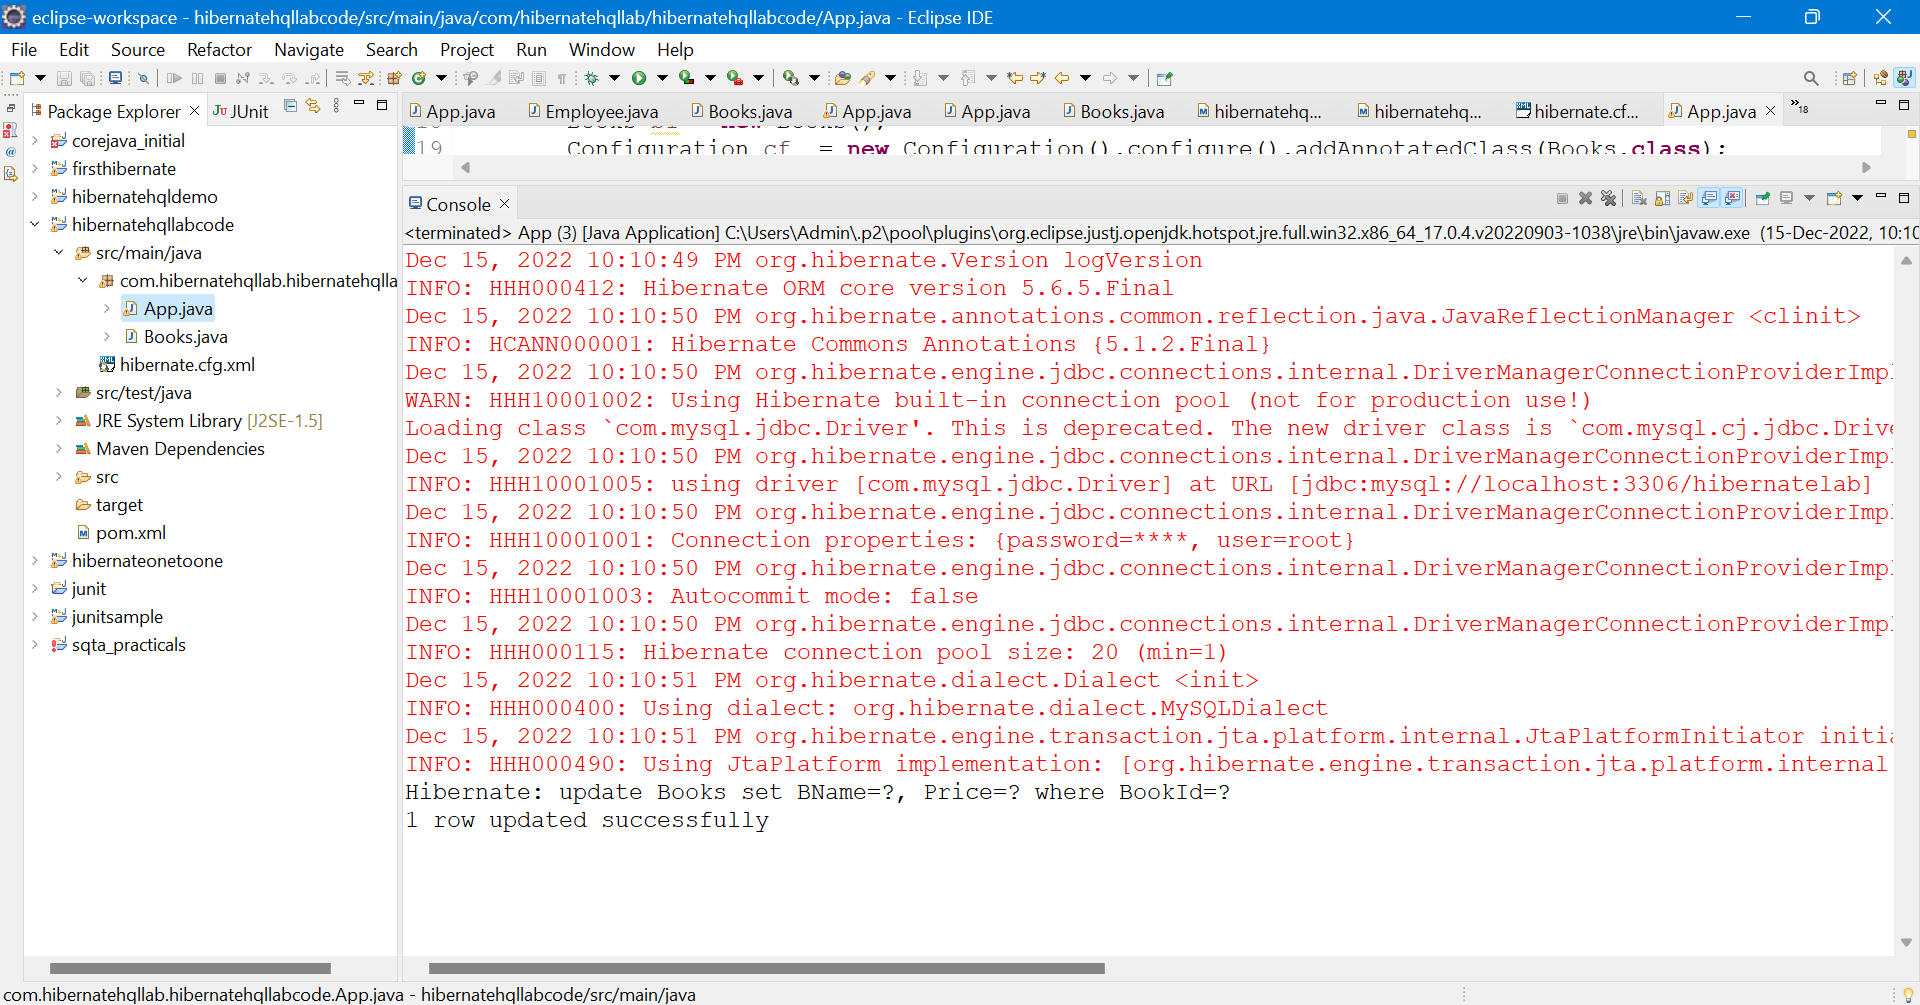 eclipse-workspace - hibernatehqllabcode/src/main/java/com/hibernatehqllab/hibernatehqllabcode/App.java - Eclipse IDE
File Edit Source Refactor Navigate Search Project Run Window Help
Package Explorer
JUnit
corejava_initial
firsthibernate
hibernatehqldemo
hibernatehqllabcode
src/main/java
com.hibernatehqllab.hibernatehqlla
App.java
Books.java
hibernate.cfg.xml
src/test/java
JRE System Library [J2SE-1.5]
Maven Dependencies
src
target
pom.xml
hibernateonetoone
junit
junitsample
sqta_practicals
App.java Employee.java Books.java App.java App.java Books.java hibernatehq... hibernatehq... hibernate.cf... App.java »18
19 Configuration cf = new Configuration().configure().addAnnotatedClass(Books.class);
Console
<terminated> App (3) [Java Application] C:\Users\Admin\.p2\pool\plugins\org.eclipse.justj.openjdk.hotspot.jre.full.win32.x86_64_17.0.4.v20220903-1038\jre\bin\javaw.exe (15-Dec-2022, 10:10
Dec 15, 2022 10:10:49 PM org.hibernate.Version logVersion
INFO: HHH000412: Hibernate ORM core version 5.6.5.Final
Dec 15, 2022 10:10:50 PM org.hibernate.annotations.common.reflection.java.JavaReflectionManager <clinit>
INFO: HCANN000001: Hibernate Commons Annotations {5.1.2.Final}
Dec 15, 2022 10:10:50 PM org.hibernate.engine.jdbc.connections.internal.DriverManagerConnectionProviderImpl
WARN: HHH10001002: Using Hibernate built-in connection pool (not for production use!)
Loading class `com.mysql.jdbc.Driver'. This is deprecated. The new driver class is `com.mysql.cj.jdbc.Drive
Dec 15, 2022 10:10:50 PM org.hibernate.engine.jdbc.connections.internal.DriverManagerConnectionProviderImpl
INFO: HHH10001005: using driver [com.mysql.jdbc.Driver] at URL [jdbc:mysql://localhost:3306/hibernatelab]
Dec 15, 2022 10:10:50 PM org.hibernate.engine.jdbc.connections.internal.DriverManagerConnectionProviderImpl
INFO: HHH10001001: Connection properties: {password=****, user=root}
Dec 15, 2022 10:10:50 PM org.hibernate.engine.jdbc.connections.internal.DriverManagerConnectionProviderImpl
INFO: HHH10001003: Autocommit mode: false
Dec 15, 2022 10:10:50 PM org.hibernate.engine.jdbc.connections.internal.DriverManagerConnectionProviderImpl
INFO: HHH000115: Hibernate connection pool size: 20 (min=1)
Dec 15, 2022 10:10:51 PM org.hibernate.dialect.Dialect <init>
INFO: HHH000400: Using dialect: org.hibernate.dialect.MySQLDialect
Dec 15, 2022 10:10:51 PM org.hibernate.engine.transaction.jta.platform.internal.JtaPlatformInitiator initia
INFO: HHH000490: Using JtaPlatform implementation: [org.hibernate.engine.transaction.jta.platform.internal
Hibernate: update Books set BName=?, Price=? where BookId=?
1 row updated successfully
com.hibernatehqllab.hibernatehqllabcode.App.java - hibernatehqllabcode/src/main/java